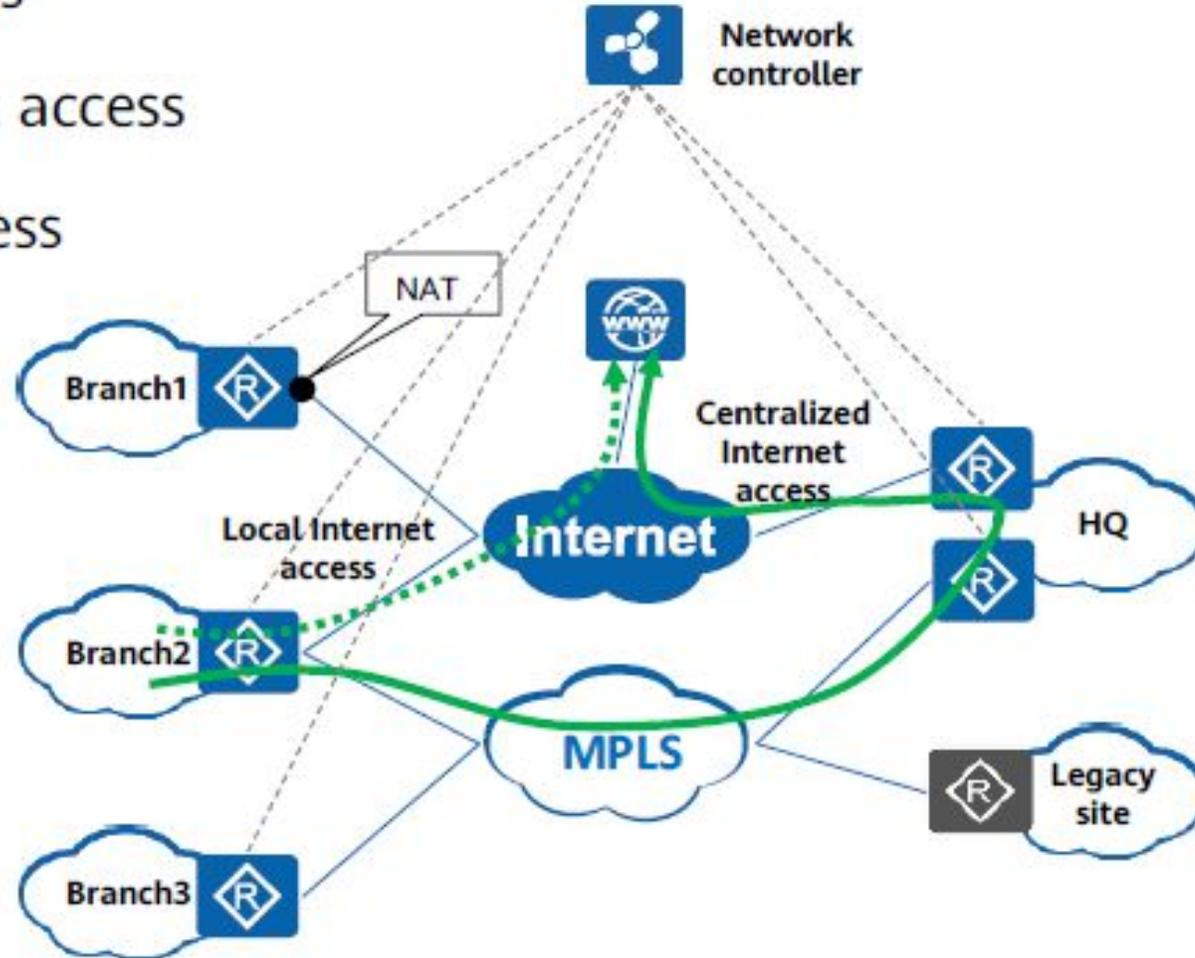 Network
controller
access
ess
NAT
WWW
Branch1
R
Centralized
Internet
access
R
Local Internet
access
Internet
HQ
R
Branch2
R
MPLS
R
Legacy
site
Branch3
R